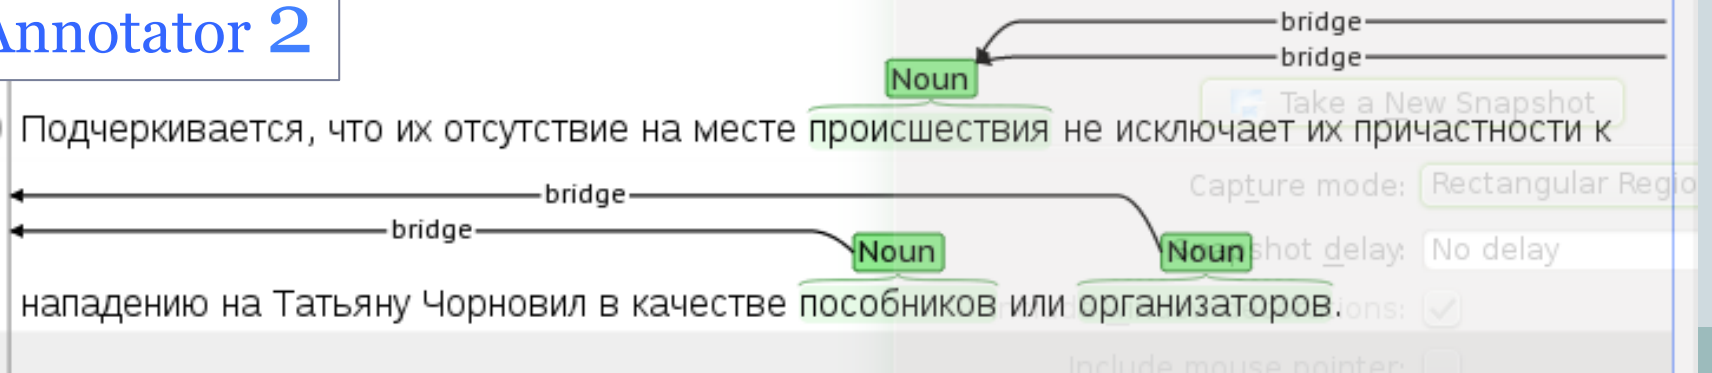 Annotator 2
bridge
bridge
Noun
Take a New Snapshot
Подчеркивается, что их отсутствие на месте происшествия не исключает их причастности к
bridge
Capture mode: Rectangular Regio
bridge
Noun Noun shot delay: No delay
нападению на Татьяну Чорновил в качестве пособников или организаторов.
Include mouse pointer: